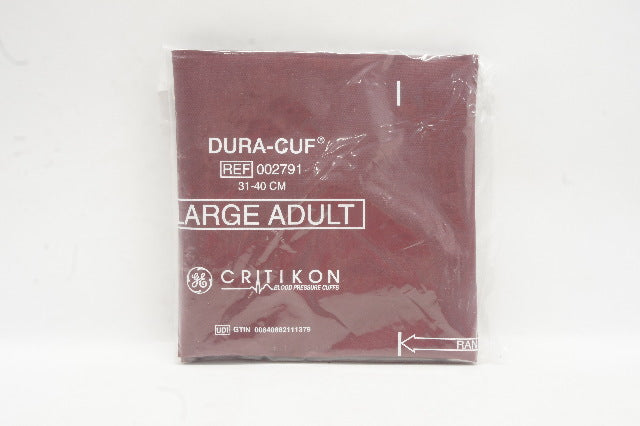 DURA-CUF®
REF 002791
31-40 CM
LARGE ADULT
GE CRITIKON
BLOOD PRESSURE CUFFS
UDI GTIN 00840682111379
RAN